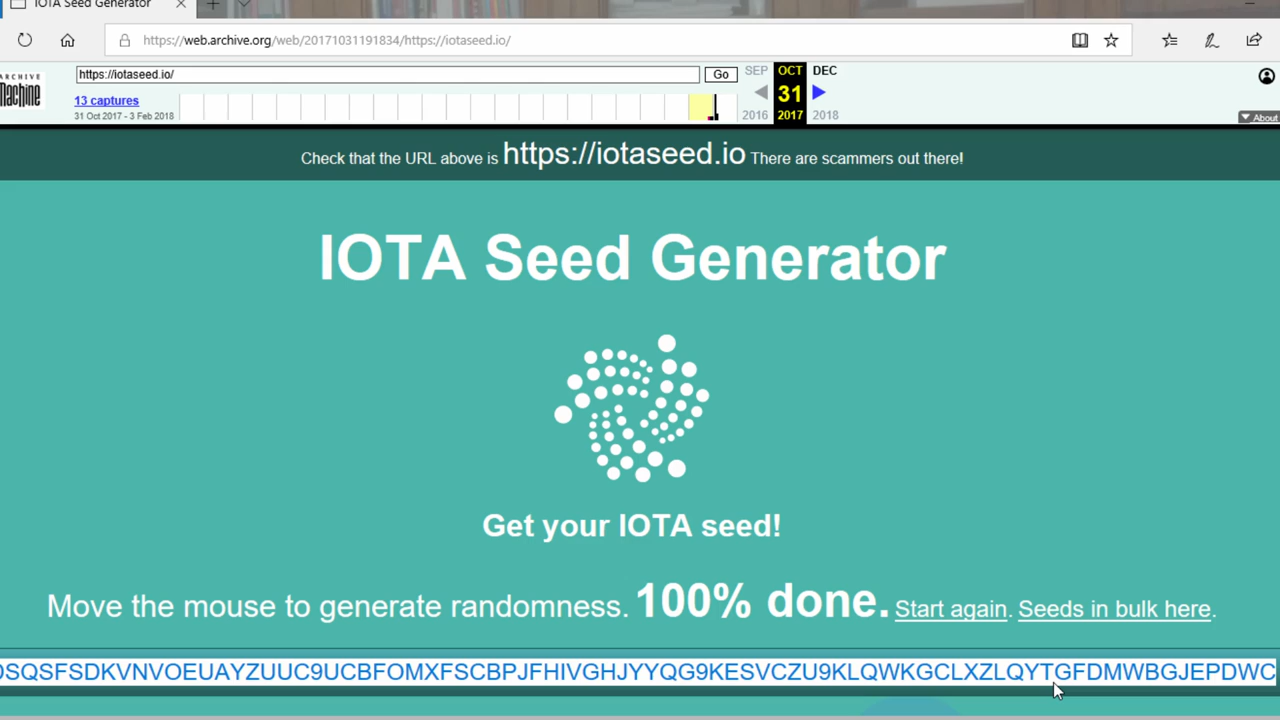 IOTA Seed Generator
https://web.archive.org/web/20171031191834/https://iotaseed.io/
ARCHIVE
Machine
https://iotaseed.io/
Go
SEP
OCT
DEC
13 captures
31
31 Oct 2017 - 3 Feb 2018
2016
2017
2018
About
Check that the URL above is https://iotaseed.io There are scammers out there!
IOTA Seed Generator
Get your IOTA seed!
Move the mouse to generate randomness. 100% done. Start again. Seeds in bulk here.
DSQSFSDKVNVOEUAYZUUC9UCBFOMXFSCBPJFHIVGHJYYQG9KESVCZU9KLQWKGCLXZLQYTGFDMWBGJEPDWC